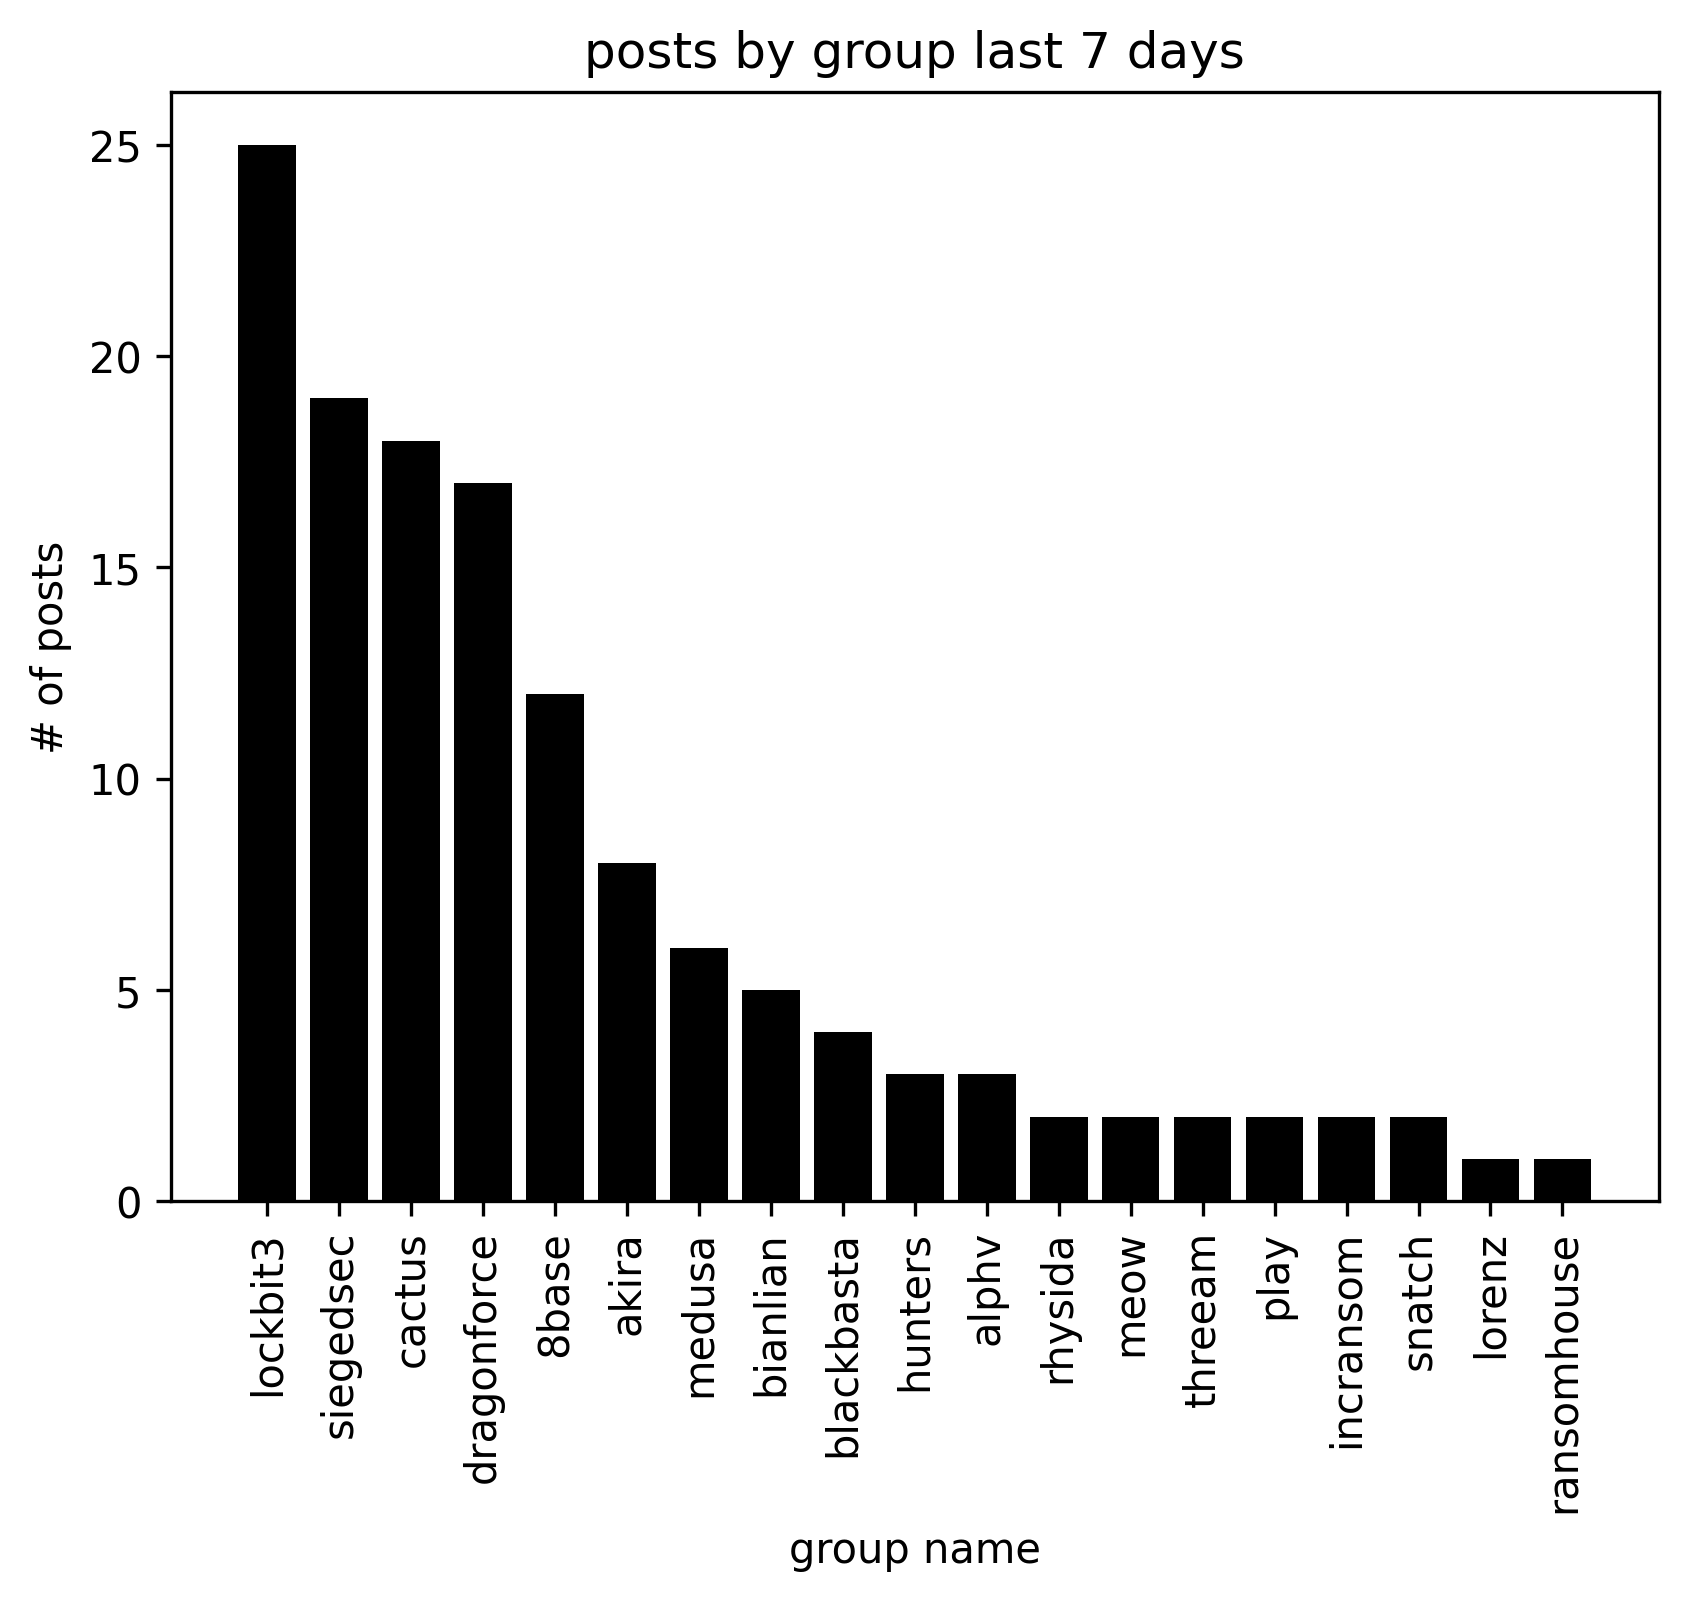 posts by group last 7 days
25
20
15
10
5
0
# of posts
lockbit3
siegedsec
cactus
dragonforce
8base
akira
medusa
bianlian
blackbasta
hunters
alphv
rhysida
meow
threeam
play
incransom
snatch
lorenz
ransomhouse
group name